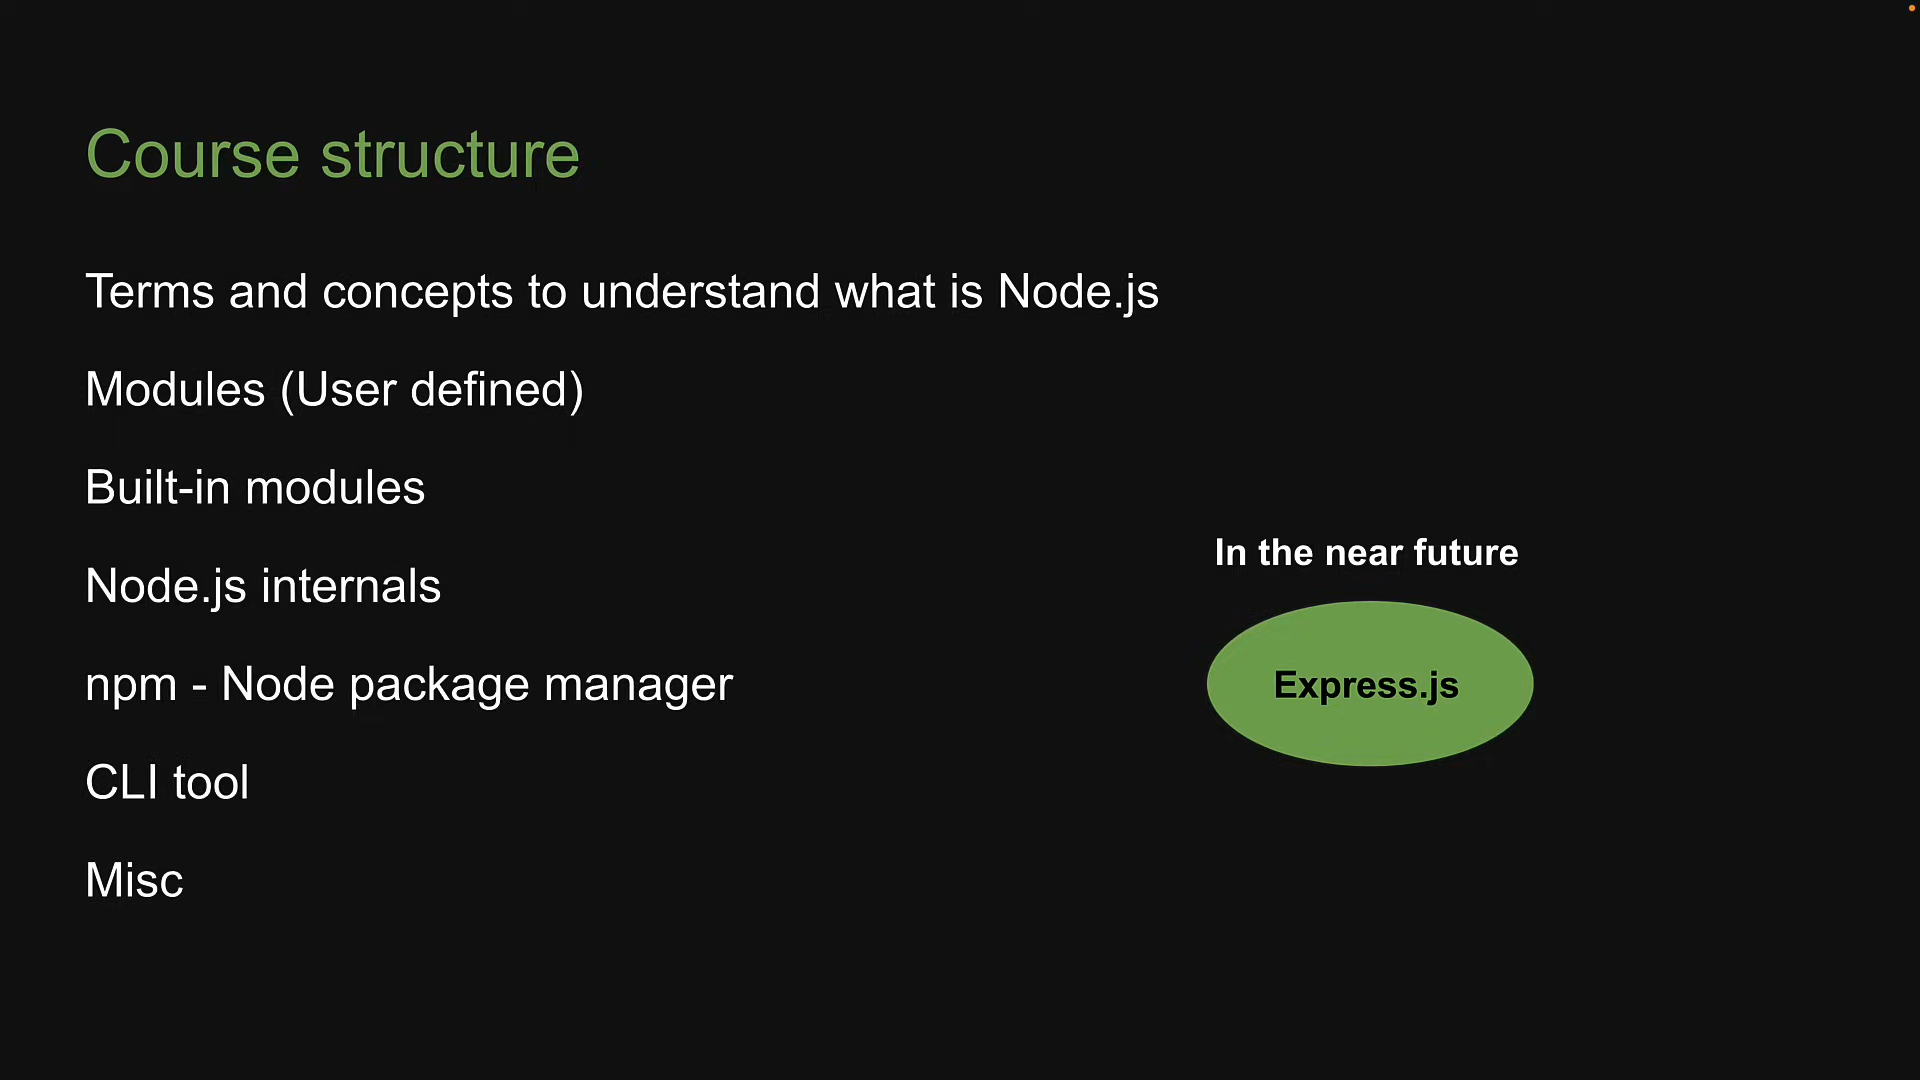 Course structure
Terms and concepts to understand what is Node.js
Modules (User defined)
Built-in modules
Node.js internals
npm - Node package manager
CLI tool
Misc
In the near future
Express.js